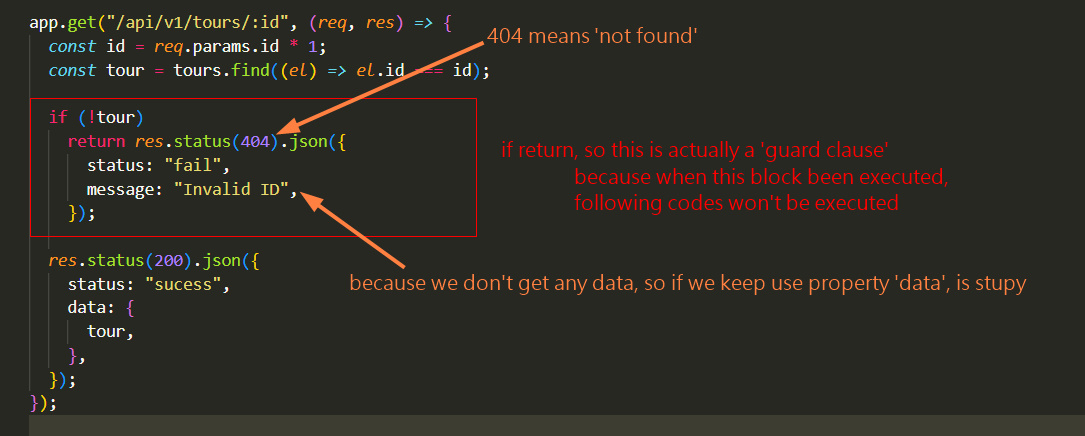 app.get("/api/v1/tours/:id", (req, res) => {
404 means 'not found'
const id = req.params.id * 1;
const tour = tours.find((el) => el.id === id);
if (!tour)
return res.status(404).json({
status: "fail",
message: "Invalid ID",
});
if return, so this is actually a 'guard clause'
because when this block been executed,
following codes won't be executed
res.status(200).json({
because we don't get any data, so if we keep use property 'data', is stupy
status: "sucess",
data: {
tour,
},
});
});